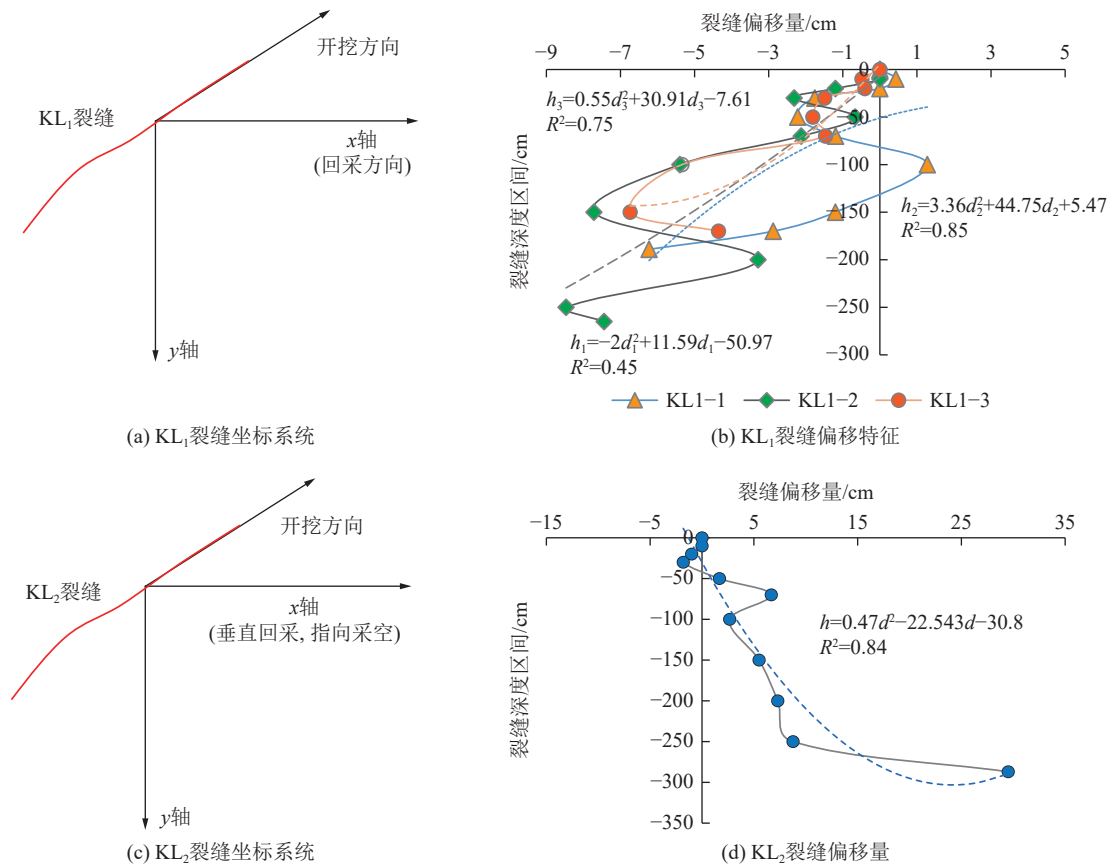 开挖方向
KL₁裂缝
x轴
(回采方向)
y轴
(a) KL₁裂缝坐标系统
裂缝偏移量/cm
−9 −7 −5 −3 −1 1 3 5
0
−50
−100
−150
−200
−250
−300
裂缝深度区间/cm
h₃=0.55d₃²+30.91d₃−7.61
R²=0.75
h₂=3.36d₂²+44.75d₂+5.47
R²=0.85
h₁=−2d₁²+11.59d₁−50.97
R²=0.45
KL1−1 KL1−2 KL1−3
(b) KL₁裂缝偏移特征
开挖方向
KL₂裂缝
x轴
(垂直回采, 指向采空)
y轴
(c) KL₂裂缝坐标系统
裂缝偏移量/cm
−15 −5 5 15 25 35
0
−50
−100
−150
−200
−250
−300
−350
裂缝深度区间/cm
h=0.47d²−22.543d−30.8
R²=0.84
(d) KL₂裂缝偏移量